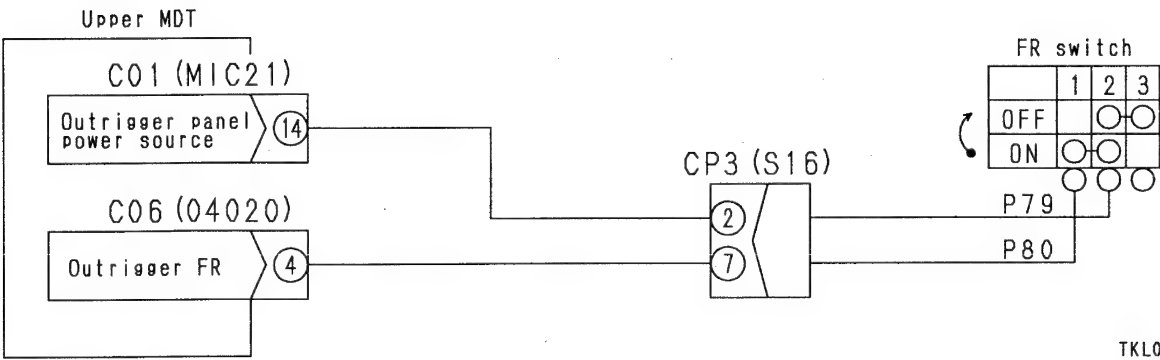 Upper MDT
C01 (MIC21)
Outrigger panel
power source
14
C06 (04020)
Outrigger FR
4
CP3 (S16)
2
7
FR switch
1 2 3
OFF
ON
P79
P80
TKLO